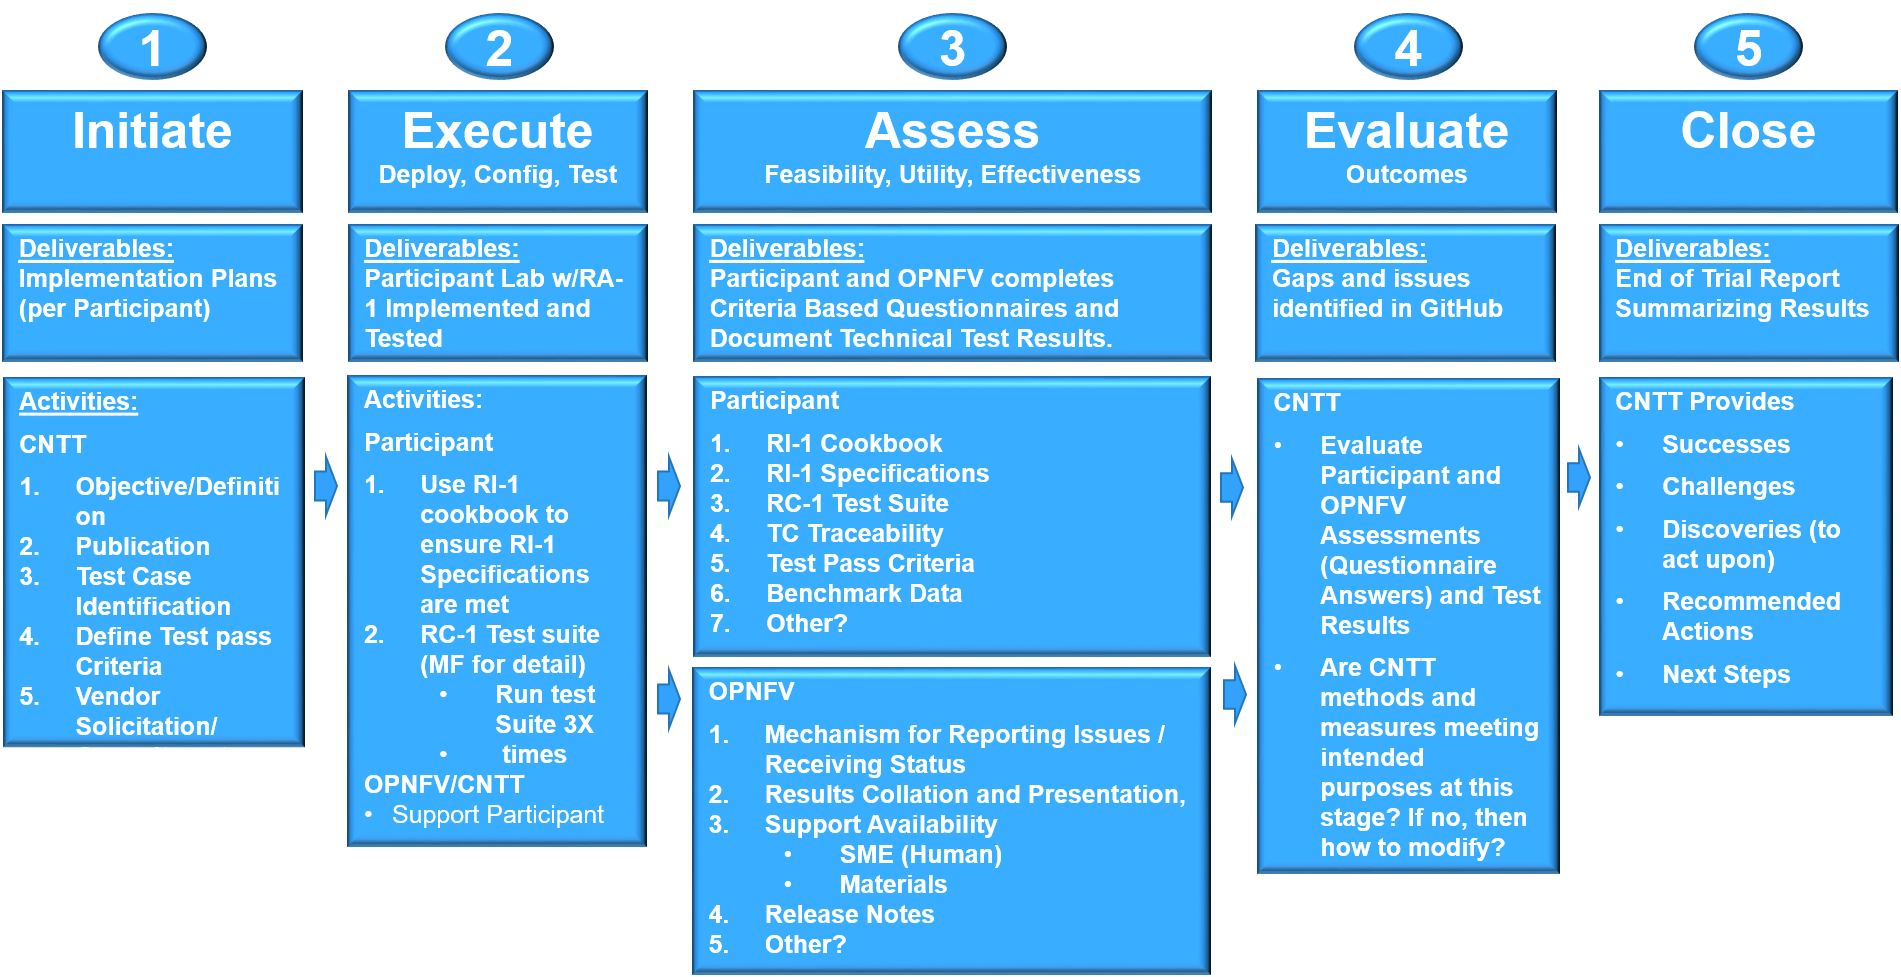 1
Initiate
Deliverables:
Implementation Plans
(per Participant)
Activities:
CNTT
1. Objective/Definiti
on
2. Publication
3. Test Case
Identification
4. Define Test pass
Criteria
5. Vendor
Solicitation/
2
Execute
Deploy, Config, Test
Deliverables:
Participant Lab w/RA-
1 Implemented and
Tested
Activities:
Participant
1. Use RI-1
cookbook to
ensure RI-1
Specifications
are met
2. RC-1 Test suite
(MF for detail)
• Run test
Suite 3X
• times
OPNFV/CNTT
• Support Participant
3
Assess
Feasibility, Utility, Effectiveness
Deliverables:
Participant and OPNFV completes
Criteria Based Questionnaires and
Document Technical Test Results.
Participant
1. RI-1 Cookbook
2. RI-1 Specifications
3. RC-1 Test Suite
4. TC Traceability
5. Test Pass Criteria
6. Benchmark Data
7. Other?
OPNFV
1. Mechanism for Reporting Issues /
Receiving Status
2. Results Collation and Presentation,
3. Support Availability
• SME (Human)
• Materials
4. Release Notes
5. Other?
4
Evaluate
Outcomes
Deliverables:
Gaps and issues
identified in GitHub
CNTT
• Evaluate
Participant and
OPNFV
Assessments
(Questionnaire
Answers) and Test
Results
• Are CNTT
methods and
measures meeting
intended
purposes at this
stage? If no, then
how to modify?
5
Close
Deliverables:
End of Trial Report
Summarizing Results
CNTT Provides
• Successes
• Challenges
• Discoveries (to
act upon)
• Recommended
Actions
• Next Steps